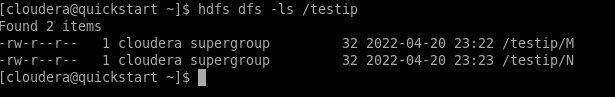 [cloudera@quickstart ~]$ hdfs dfs -ls /testip
Found 2 items
-rw-r--r--   1 cloudera supergroup         32 2022-04-20 23:22 /testip/M
-rw-r--r--   1 cloudera supergroup         32 2022-04-20 23:23 /testip/N
[cloudera@quickstart ~]$